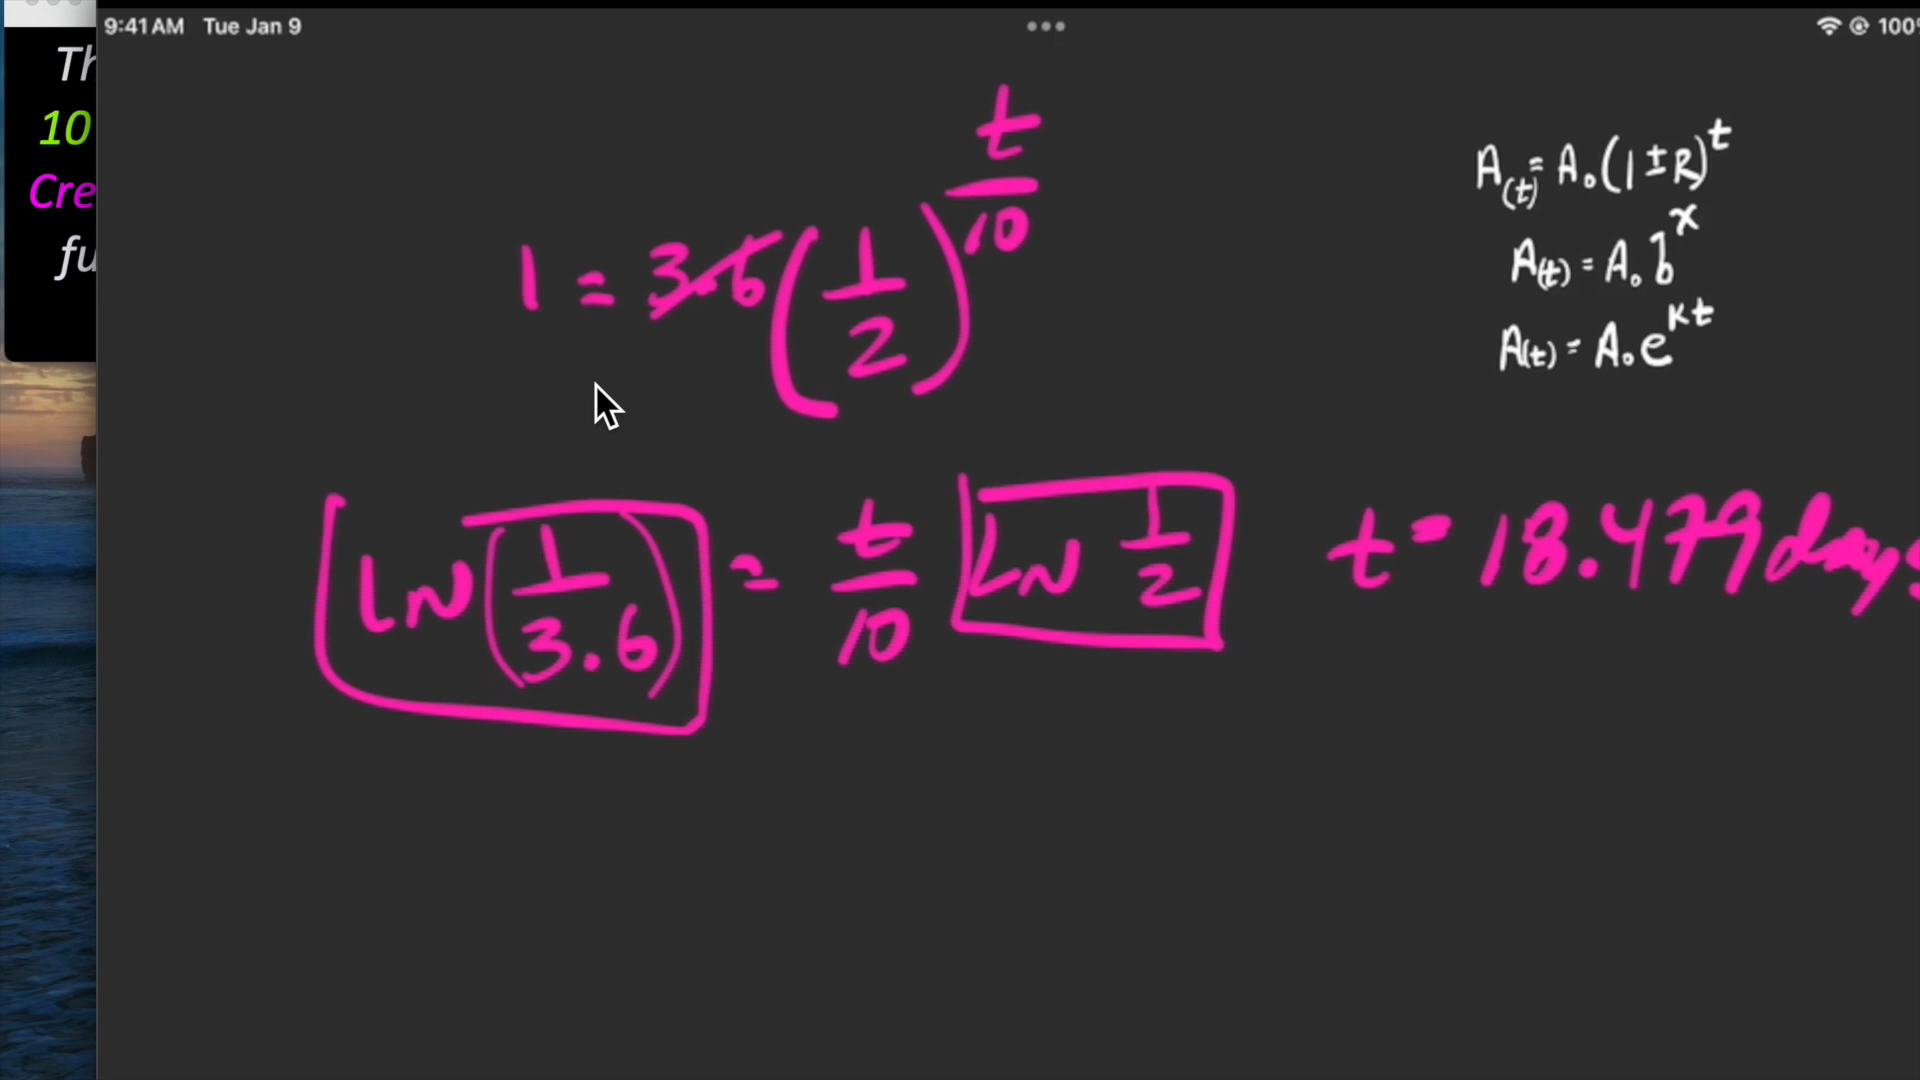 9:41 AM Tue Jan 9
100
10
Cre
fu
1 = 3.6(1/2)^(t/10)
A(t) = A₀(1±R)^t
A(t) = A₀b^x
A(t) = A₀e^kt
LN(1/3.6) = t/10 LN 1/2
t = 18.479 days